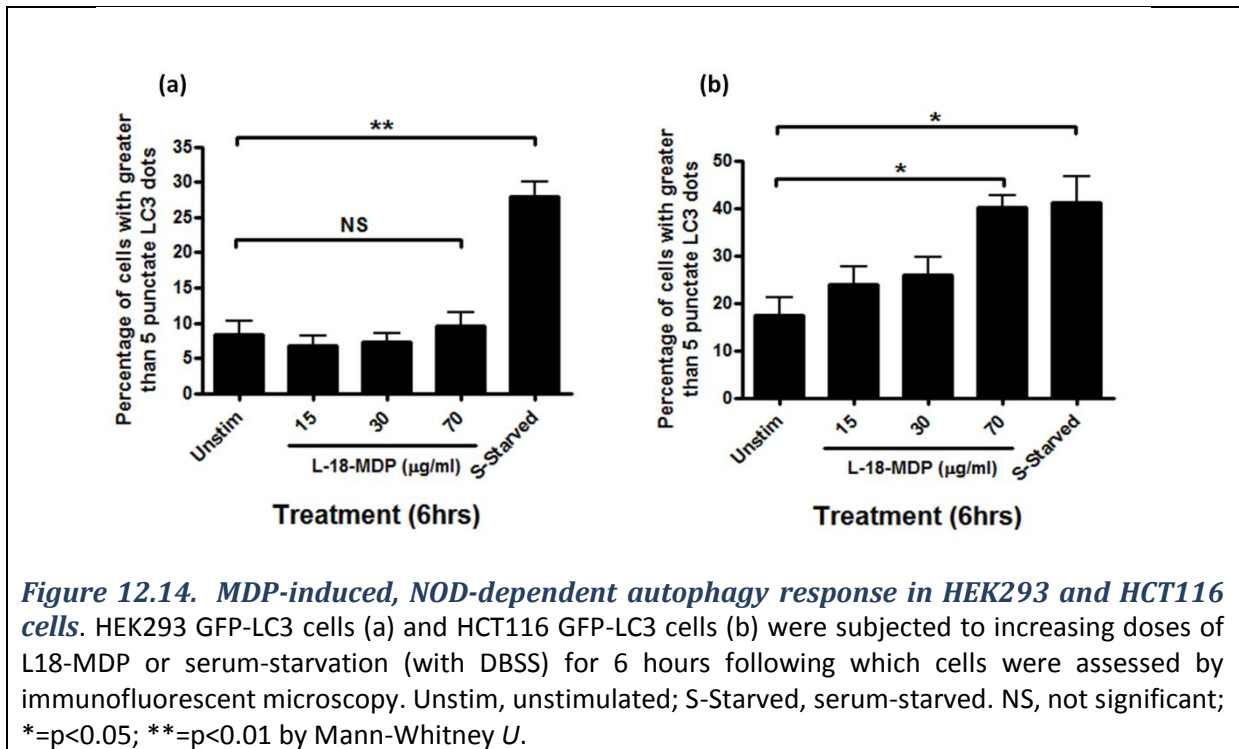 (a)
**
NS
Percentage of cells with greater
than 5 punctate LC3 dots
35
30
25
20
15
10
5
0
Unstim
15
30
70
S-Starved
L-18-MDP (µg/ml)
Treatment (6hrs)
(b)
*
*
Percentage of cells with greater
than 5 punctate LC3 dots
50
40
30
20
10
0
Unstim
15
30
70
S-Starved
L-18-MDP (µg/ml)
Treatment (6hrs)
Figure 12.14. MDP-induced, NOD-dependent autophagy response in HEK293 and HCT116
cells. HEK293 GFP-LC3 cells (a) and HCT116 GFP-LC3 cells (b) were subjected to increasing doses of
L18-MDP or serum-starvation (with DBSS) for 6 hours following which cells were assessed by
immunofluorescent microscopy. Unstim, unstimulated; S-Starved, serum-starved. NS, not significant;
*=p<0.05; **=p<0.01 by Mann-Whitney U.